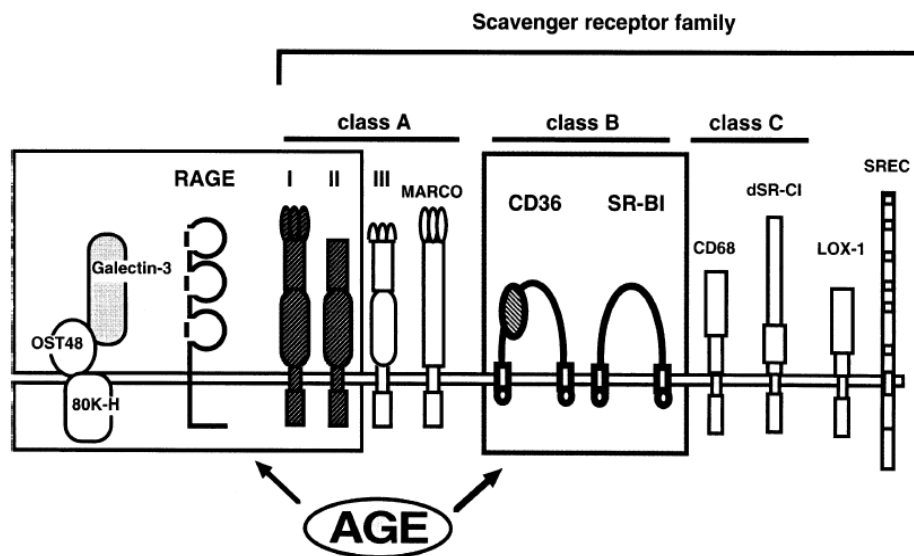 Scavenger receptor family
class A
class B
class C
SREC
RAGE
I
II
III
MARCO
CD36
SR-BI
dSR-CI
CD68
LOX-1
Galectin-3
OST48
80K-H
AGE